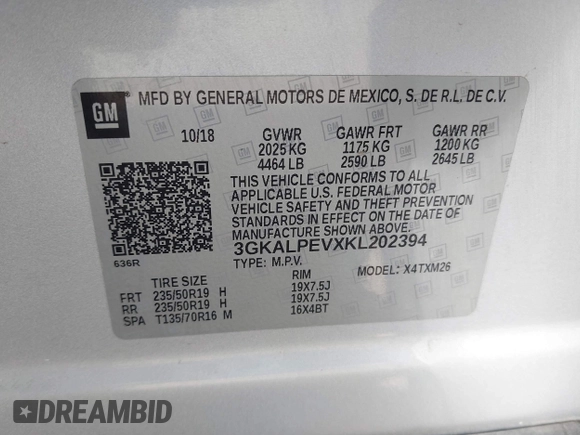 GM
MFD BY GENERAL MOTORS DE MEXICO, S. DE R.L. DE C.V.
10/18 GVWR GAWR FRT GAWR RR
2025 KG 1175 KG 1200 KG
4464 LB 2590 LB 2645 LB
THIS VEHICLE CONFORMS TO ALL
APPLICABLE U.S. FEDERAL MOTOR
VEHICLE SAFETY AND THEFT PREVENTION
STANDARDS IN EFFECT ON THE DATE OF
MANUFACTURE SHOWN ABOVE.
3GKALPEVXKL202394
636R
TYPE: M.P.V. MODEL: X4TXM26
TIRE SIZE RIM
FRT 235/50R19 H 19X7.5J
RR 235/50R19 H 19X7.5J
SPA T135/70R16 M 16X4BT
DREAMBID